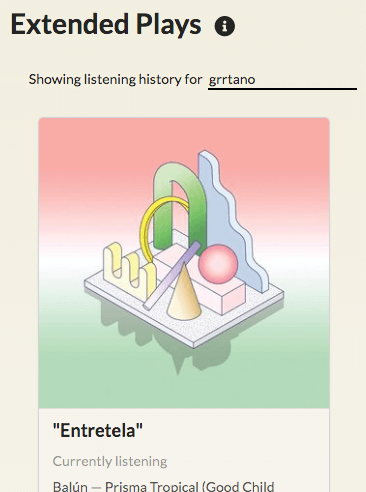 Extended Plays
Showing listening history for grrtano
"Entretela"
Currently listening
Balún — Prisma Tropical (Good Child